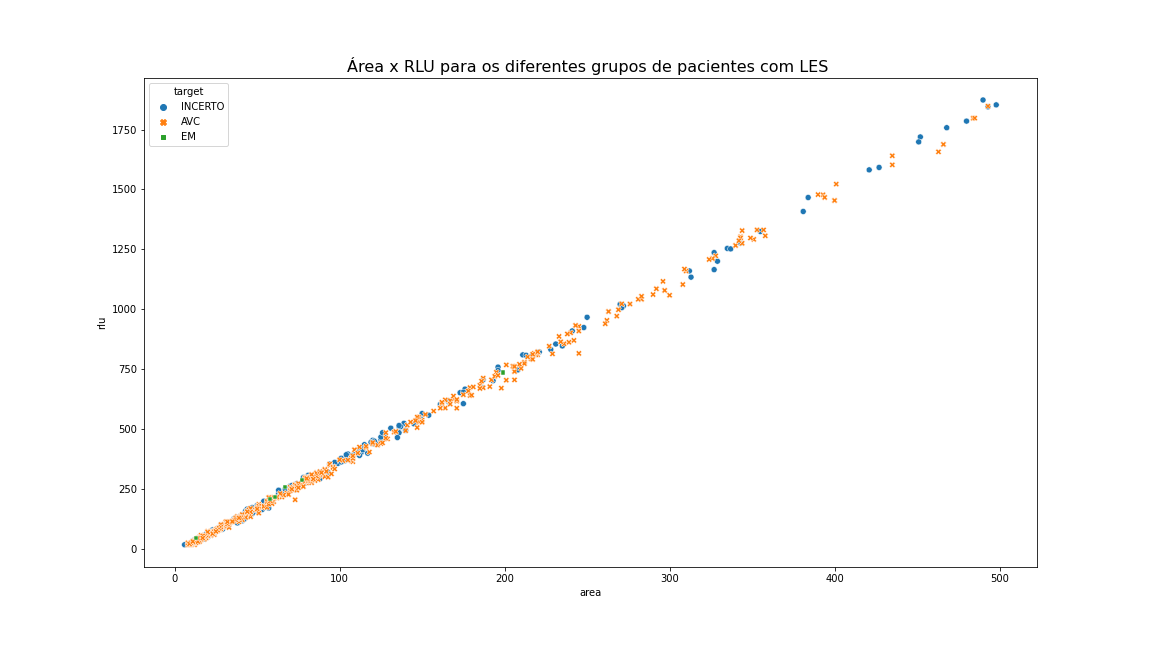 Área x RLU para os diferentes grupos de pacientes com LES
target
INCERTO
AVC
EM
1750
1500
1250
1000
750
500
250
0
rlu
0 100 200 300 400 500
area